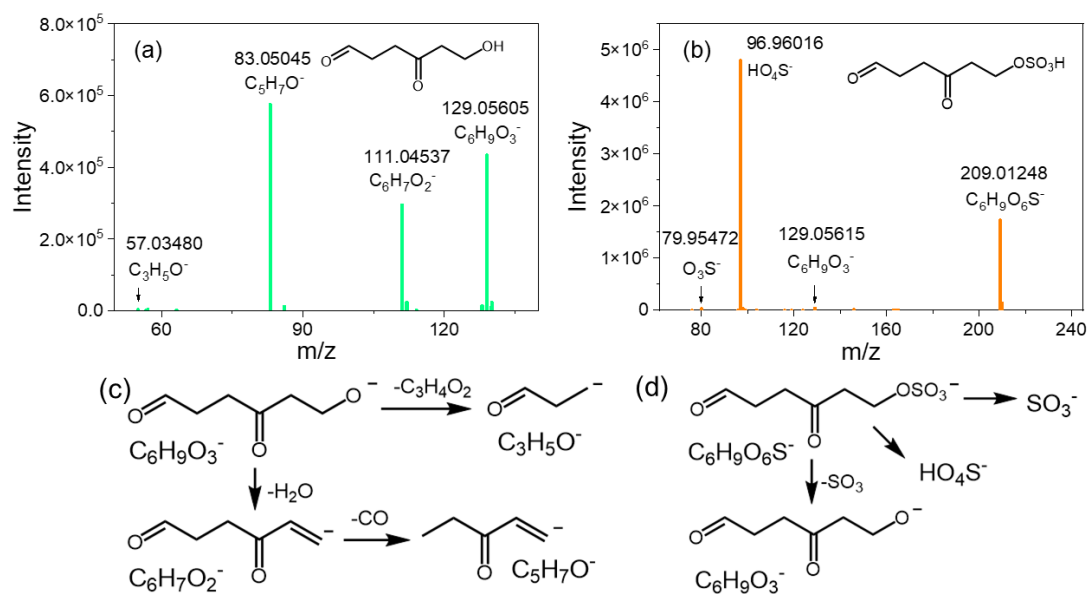 (a)
8.0×10⁵
6.0×10⁵
4.0×10⁵
2.0×10⁵
0.0
Intensity
83.05045
C₅H₇O⁻
O
O
OH
129.05605
C₆H₉O₃⁻
111.04537
C₆H₇O₂⁻
57.03480
C₃H₅O⁻
60
90
120
m/z
(b)
5×10⁶
4×10⁶
3×10⁶
2×10⁶
1×10⁶
0
Intensity
96.96016
HO₄S⁻
O
O
OSO₃H
209.01248
C₆H₉O₆S⁻
79.95472
O₃S⁻
129.05615
C₆H₉O₃⁻
80
120
160
200
240
m/z
(c)
O
O
O⁻
C₆H₉O₃⁻
-C₃H₄O₂
O
C₃H₅O⁻
-H₂O
O
O
C₆H₇O₂⁻
-CO
O
C₅H₇O⁻
(d)
O
O
OSO₃⁻
C₆H₉O₆S⁻
SO₃⁻
HO₄S⁻
-SO₃
O
O
O⁻
C₆H₉O₃⁻